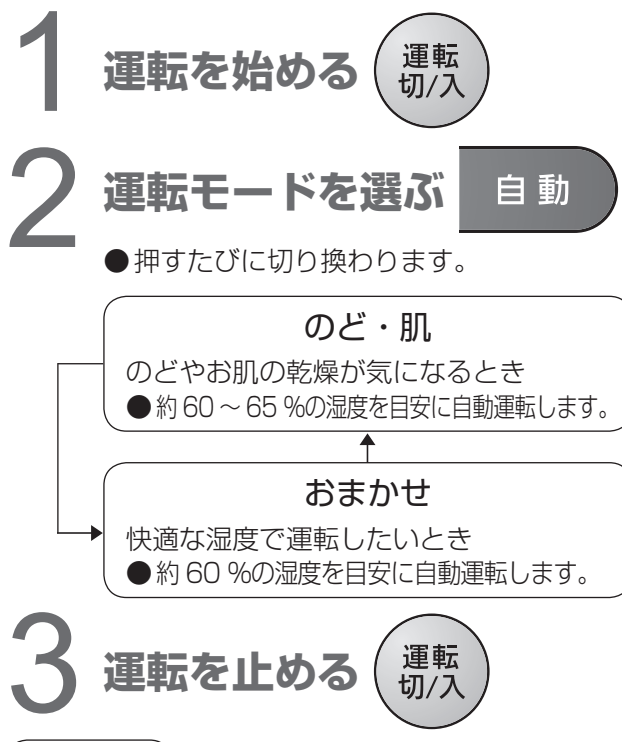 1 運転を始める 運転 切/入
2 運転モードを選ぶ 自動
●押すたびに切り換わります。
のど・肌
のどやお肌の乾燥が気になるとき
●約60～65%の湿度を目安に自動運転します。
おまかせ
快適な湿度で運転したいとき
●約60%の湿度を目安に自動運転します。
3 運転を止める 運転 切/入